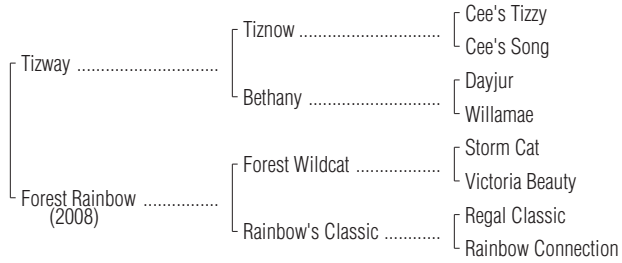 Cee's Tizzy
Tiznow
Cee's Song
Tizway
Dayjur
Bethany
Willamae
Storm Cat
Forest Wildcat
Victoria Beauty
Forest Rainbow
(2008)
Regal Classic
Rainbow's Classic
Rainbow Connection